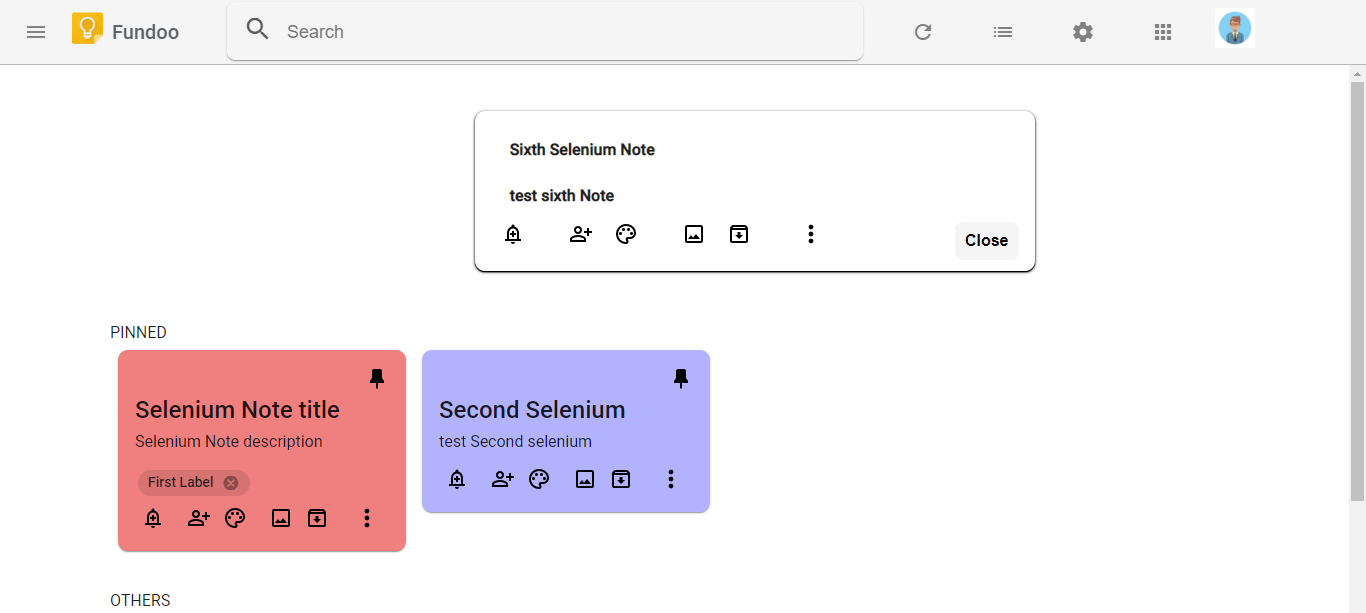 Fundoo
Search
Sixth Selenium Note
test sixth Note
Close
PINNED
Selenium Note title
Selenium Note description
First Label
Second Selenium
test Second selenium
OTHERS